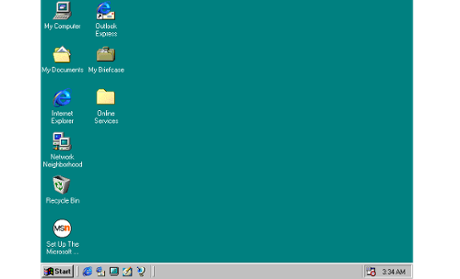 My Computer
Outlook
Express
My Documents
My Briefcase
Internet
Explorer
Online
Services
Network
Neighborhood
Recycle Bin
msn
Set Up The
Microsoft ...
Start
3:34 AM